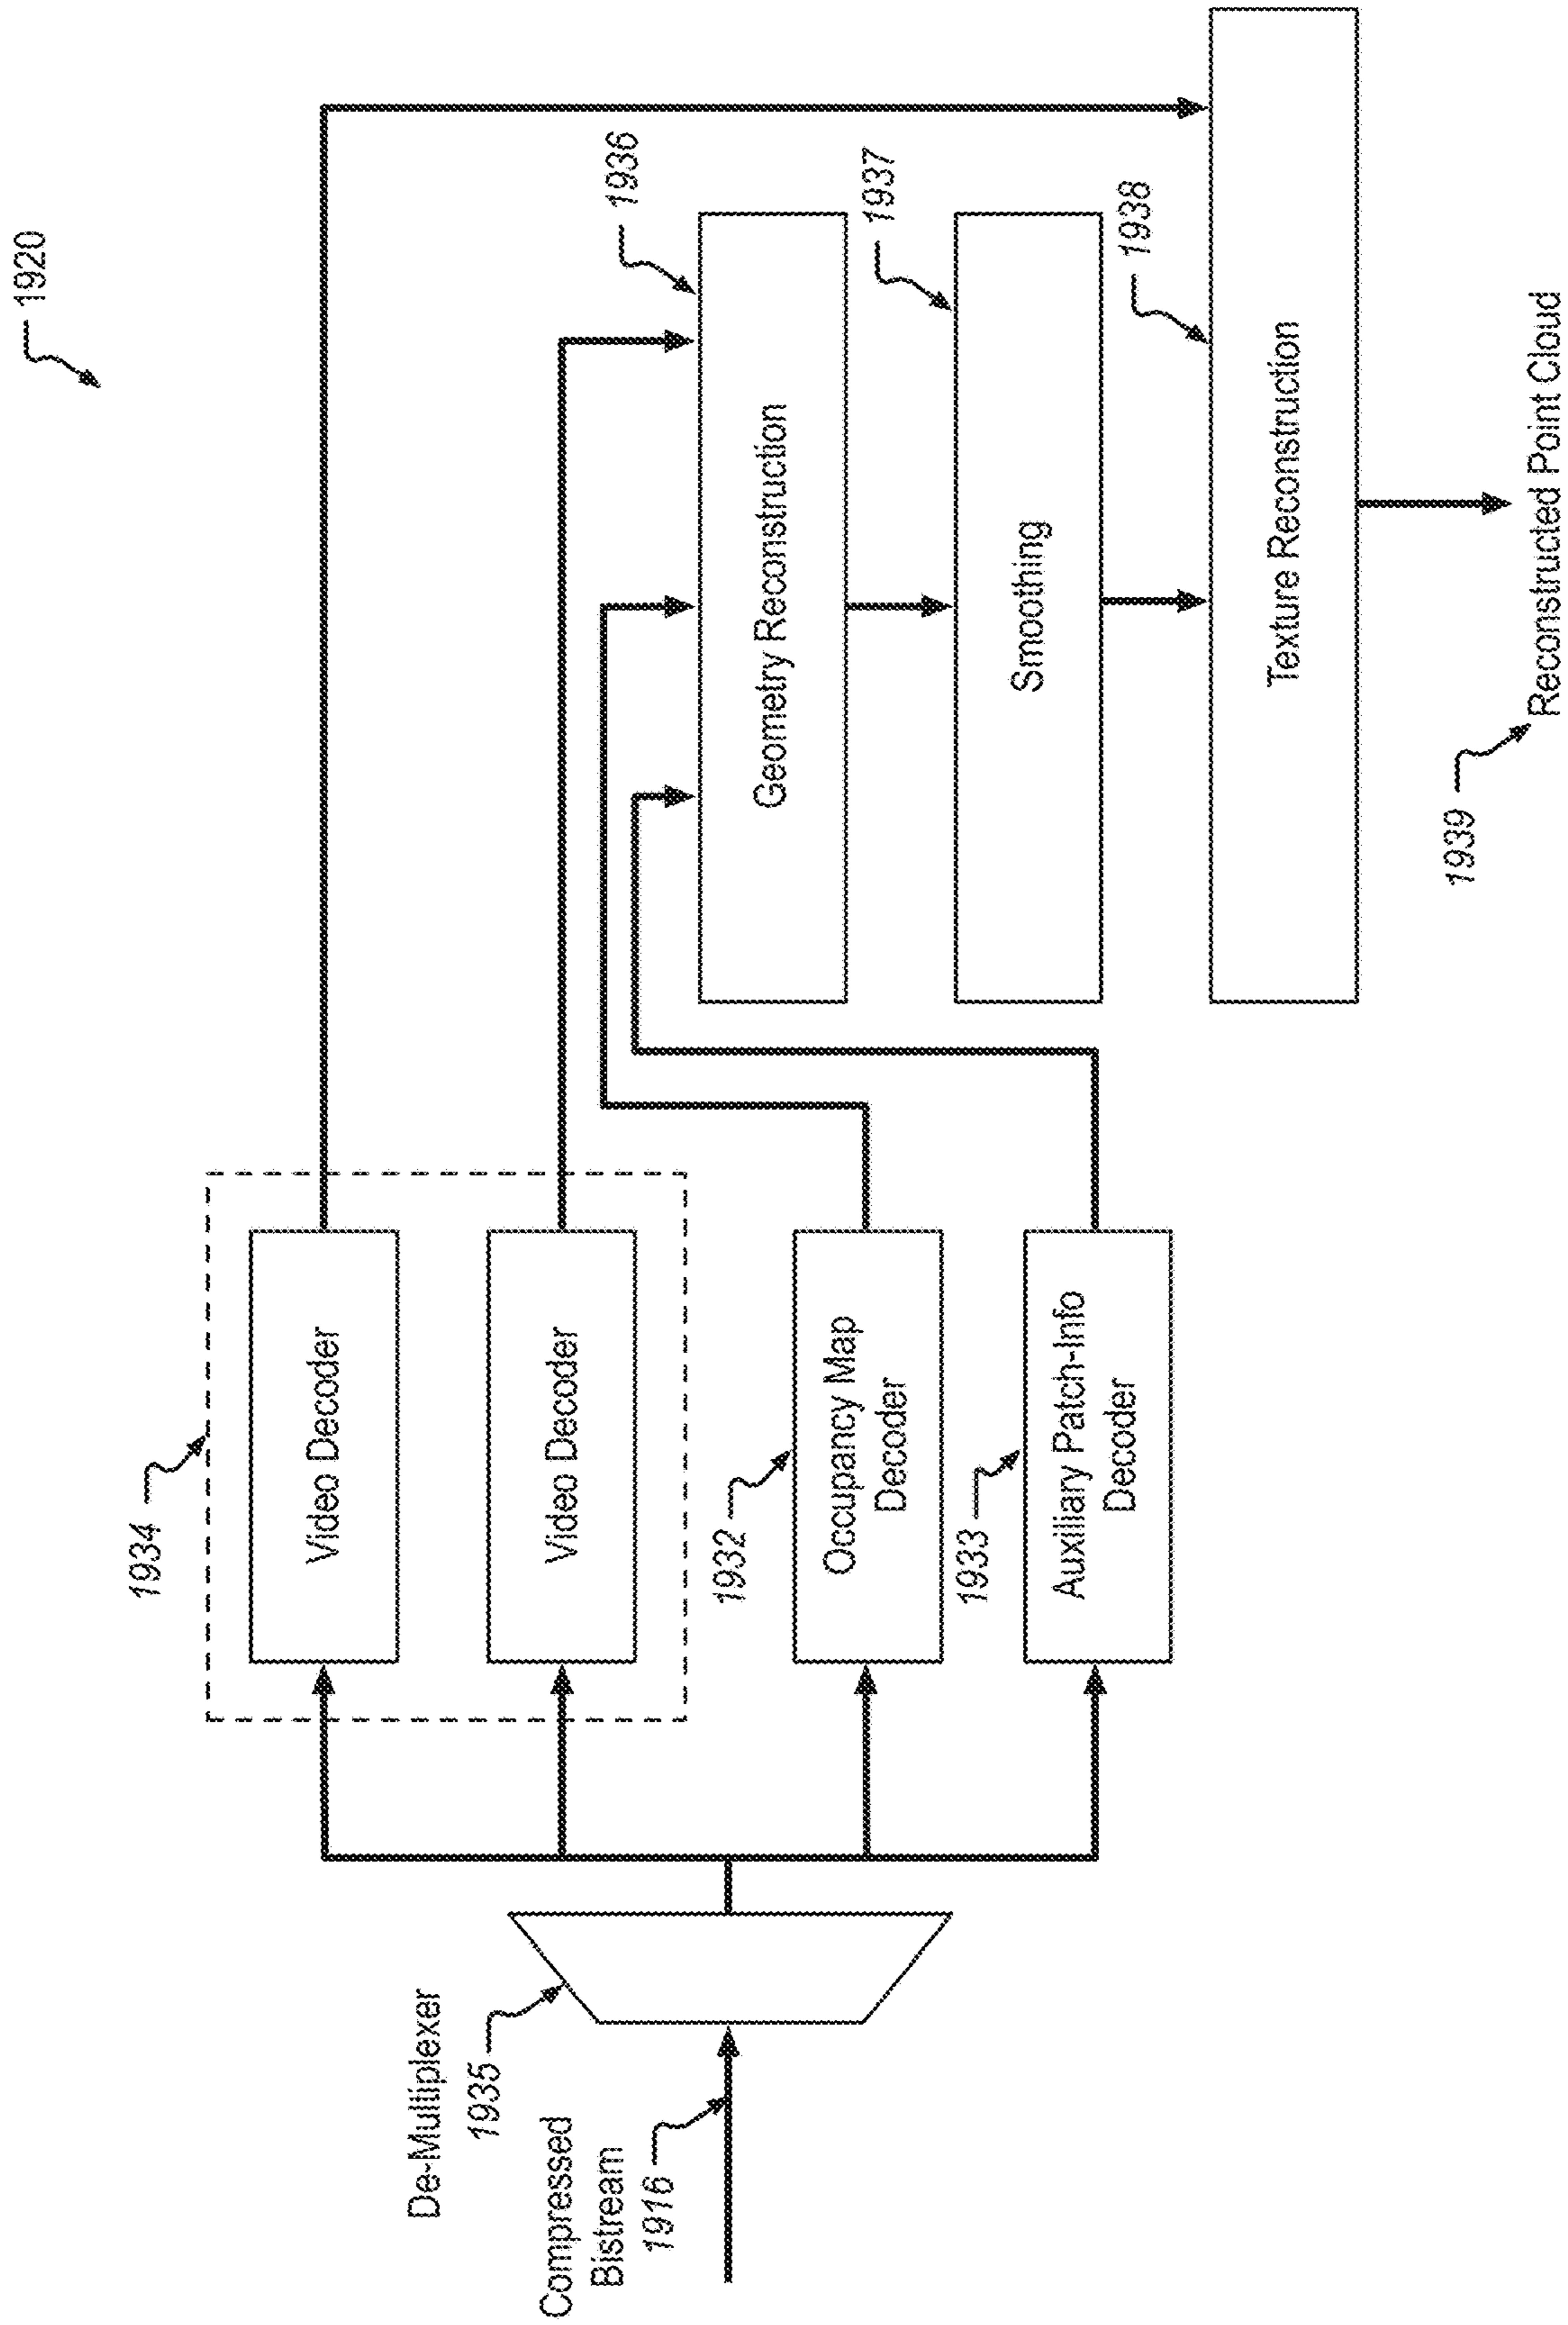 1920
1934
Video Decoder
Video Decoder
1932
Occupancy Map
Decoder
1933
Auxiliary Patch-Info
Decoder
De-Multiplexer
1935
Compressed
Bistream
1916
1936
Geometry Reconstruction
1937
Smoothing
1938
Texture Reconstruction
1939
Reconstructed Point Cloud